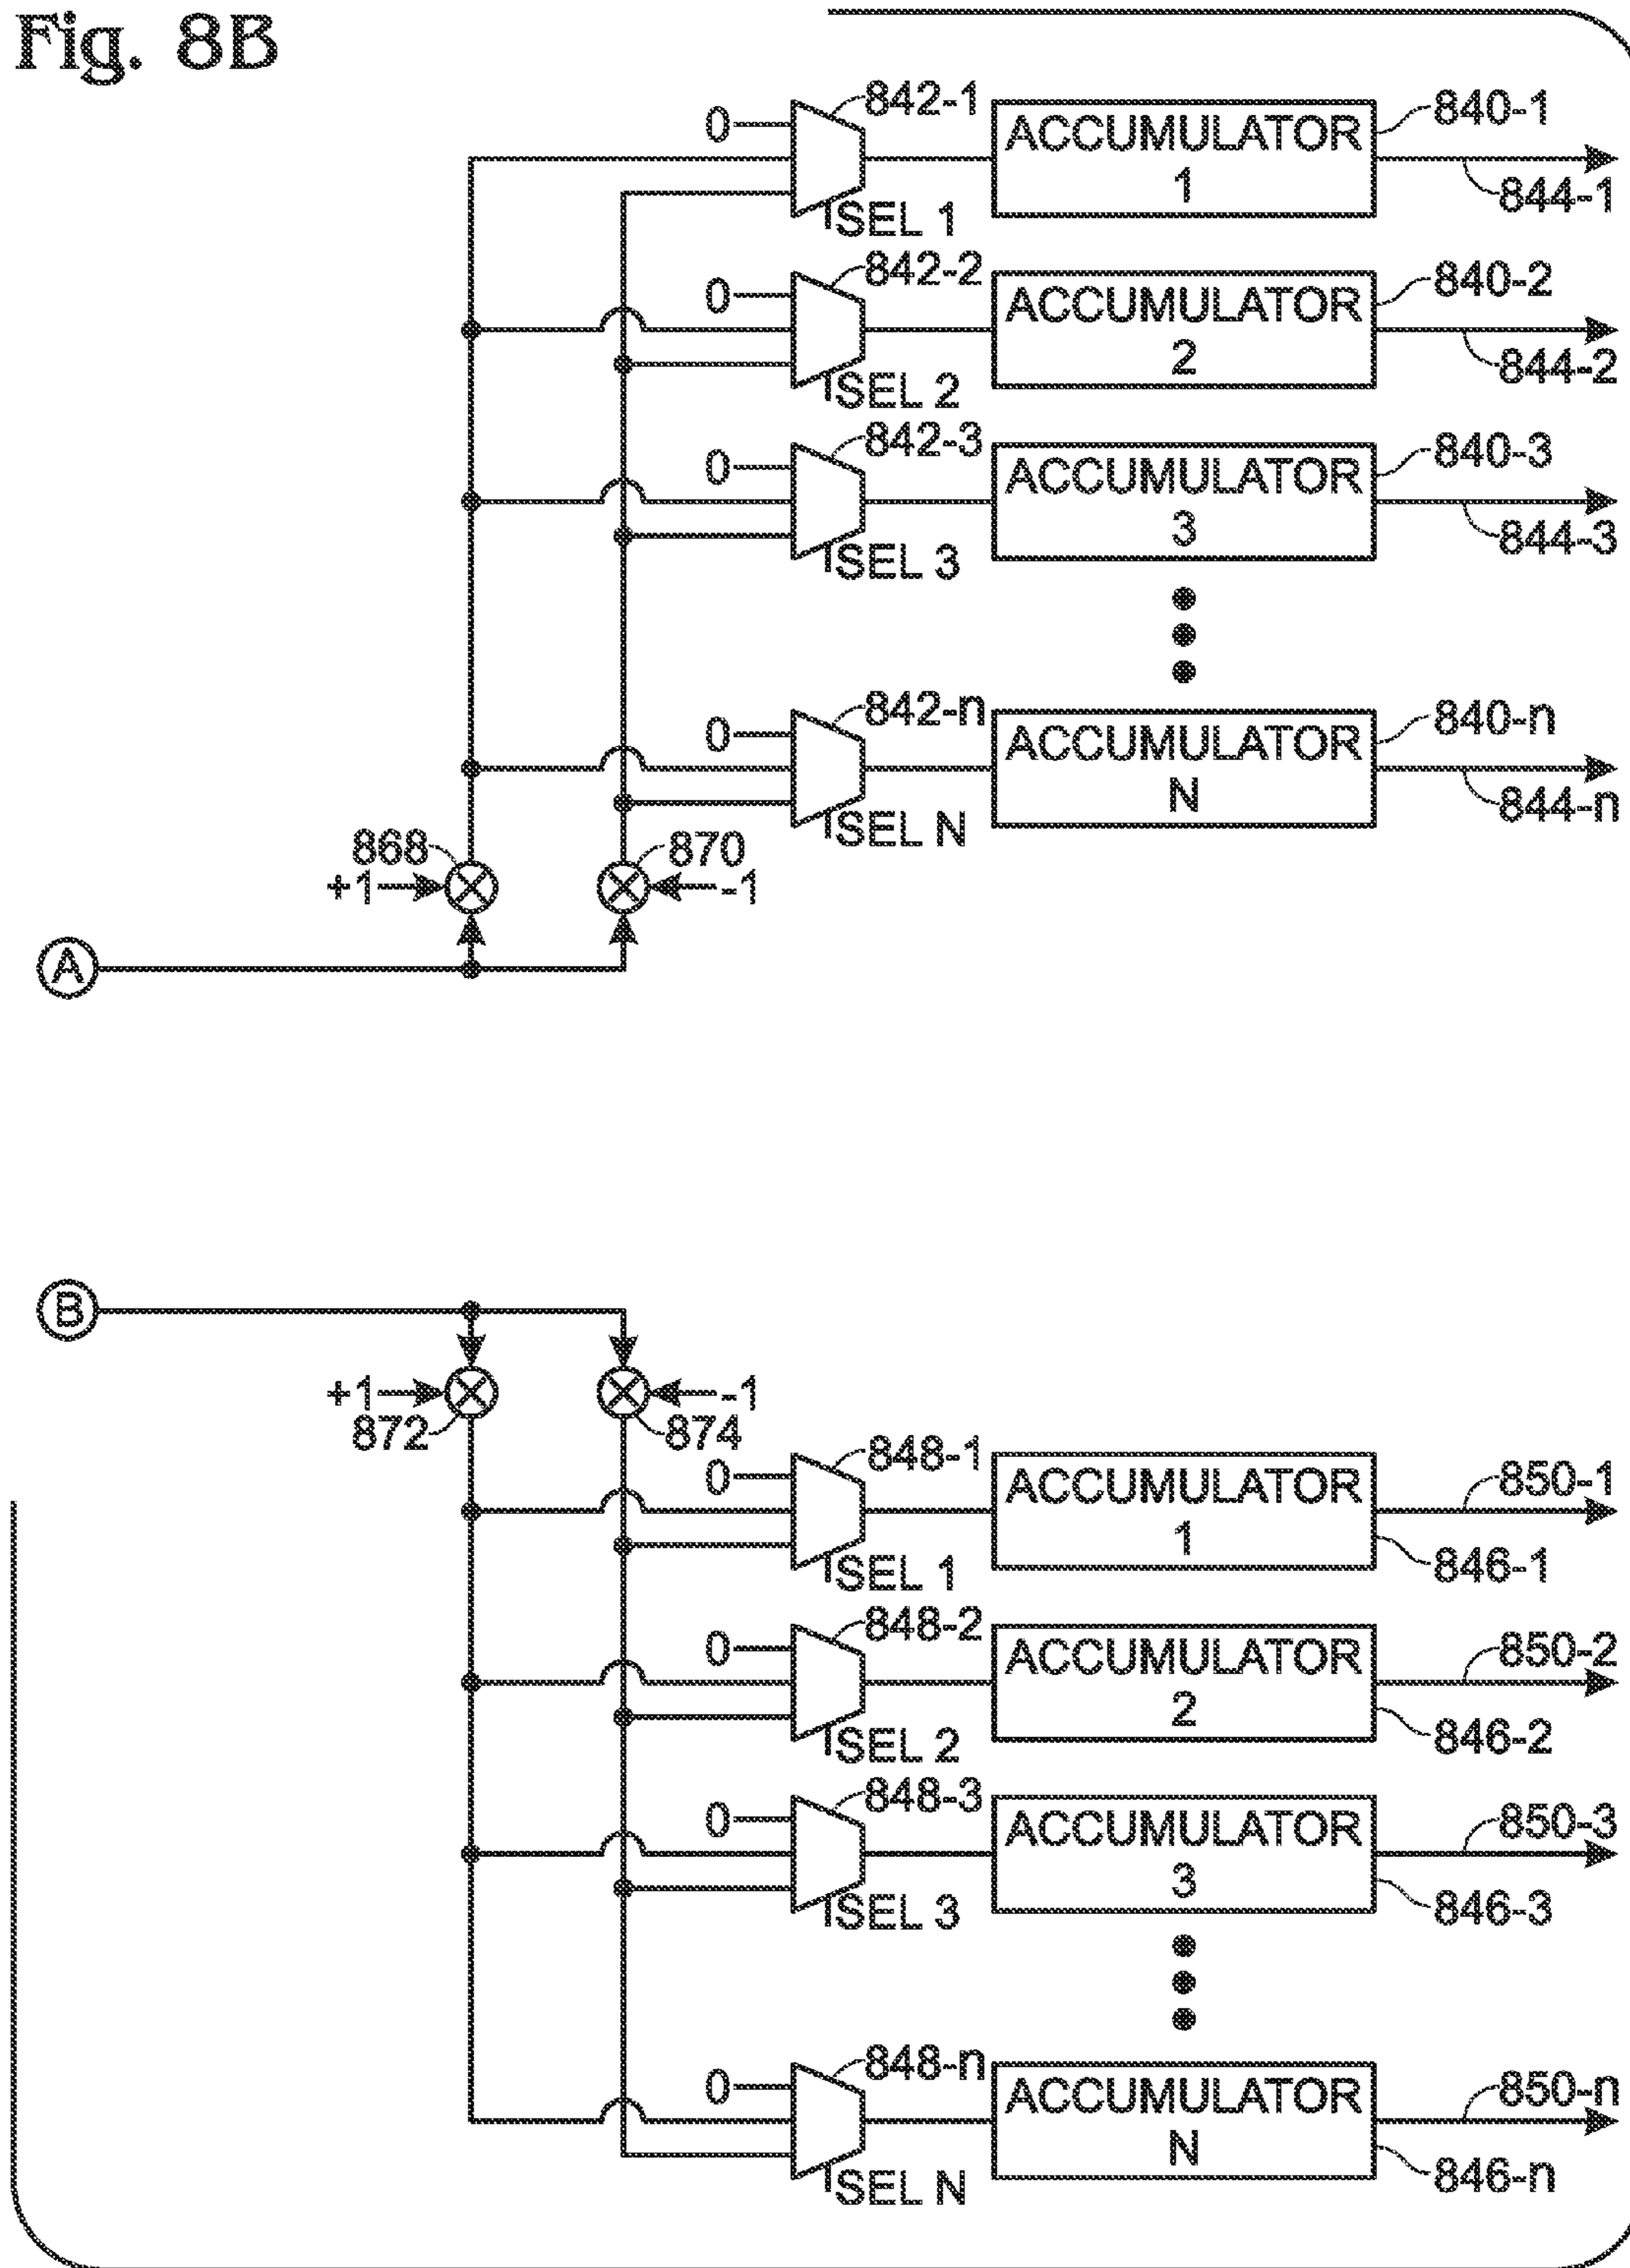 Fig. 8B
842-1
0
ACCUMULATOR
1
840-1
844-1
SEL 1
842-2
0
ACCUMULATOR
2
840-2
844-2
SEL 2
842-3
0
ACCUMULATOR
3
840-3
844-3
SEL 3
842-n
0
ACCUMULATOR
N
840-n
844-n
SEL N
868
870
+1
-1
A
B
+1
-1
872
874
848-1
0
ACCUMULATOR
1
850-1
846-1
SEL 1
848-2
0
ACCUMULATOR
2
850-2
846-2
SEL 2
848-3
0
ACCUMULATOR
3
850-3
846-3
SEL 3
848-n
0
ACCUMULATOR
N
850-n
846-n
SEL N